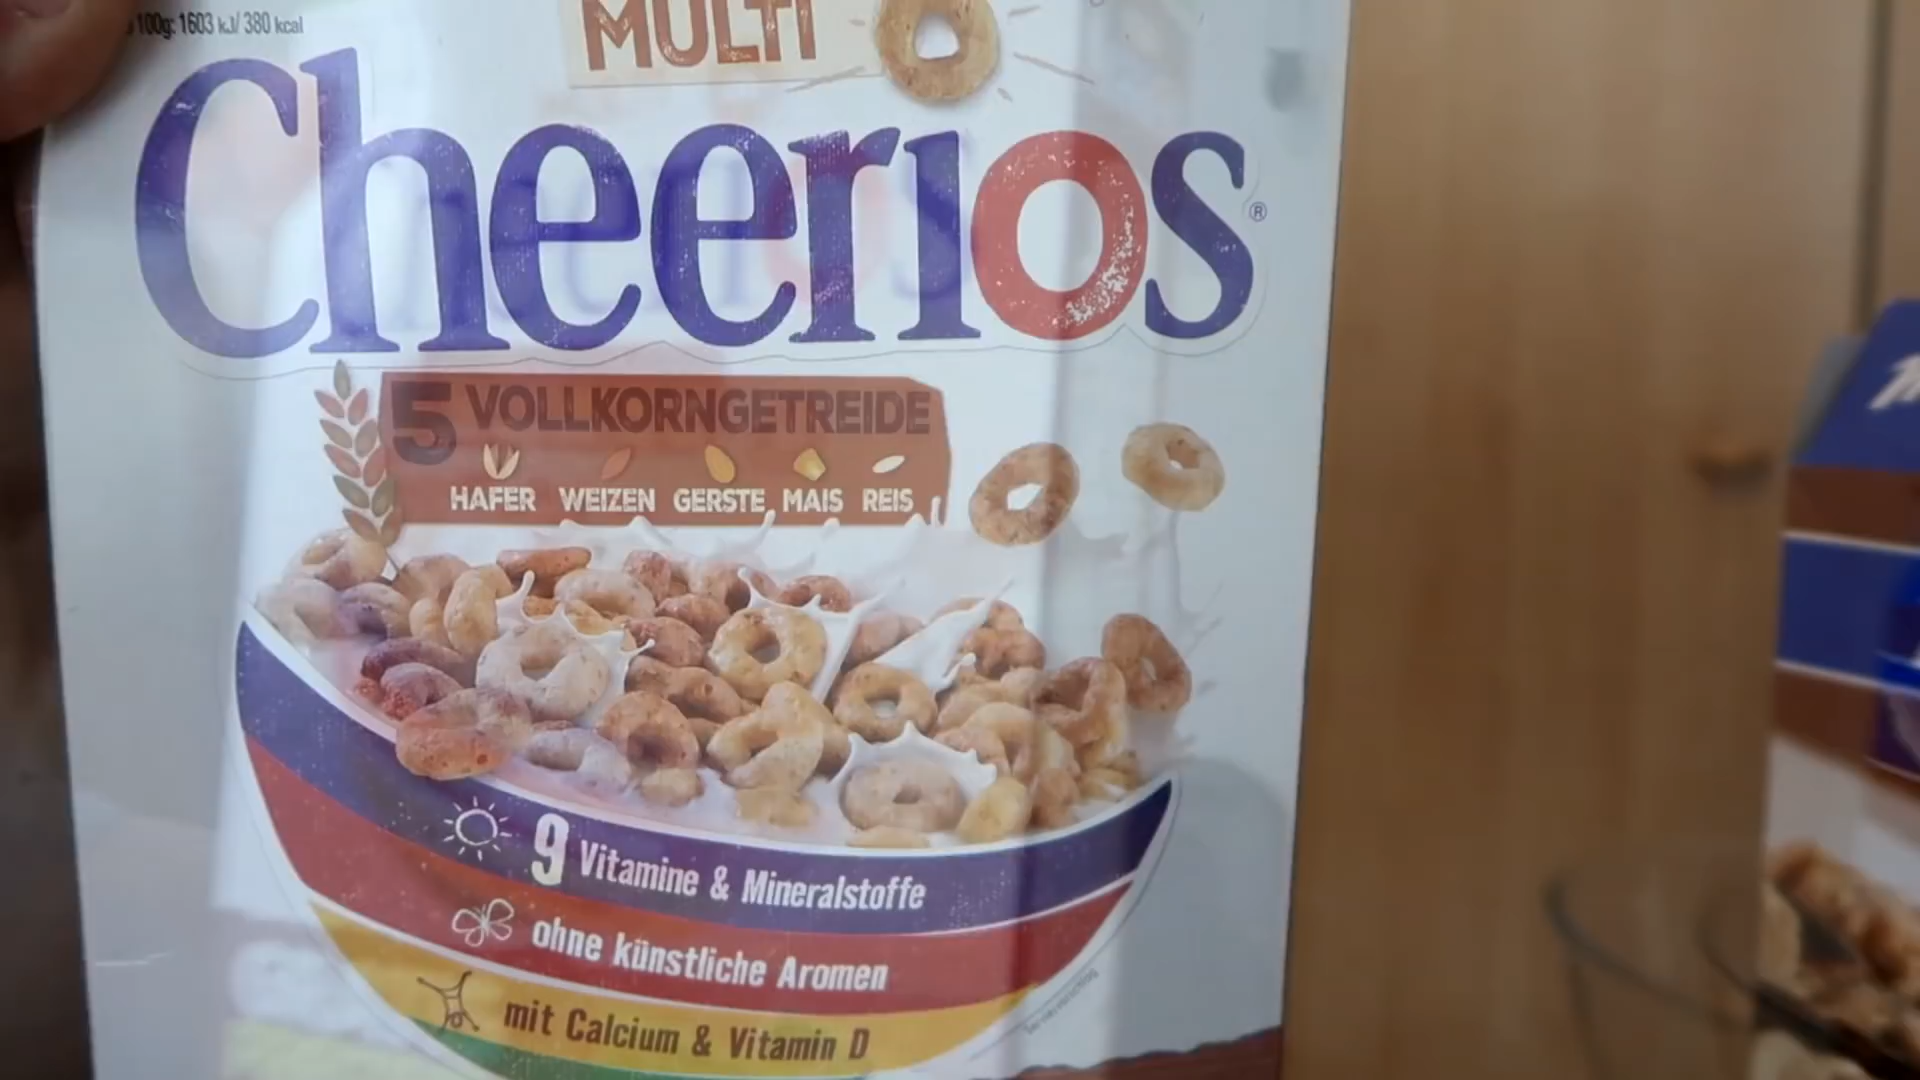 100g: 1603 kJ/ 380 kcal
MULTI
Cheerios®
5 VOLLKORNGETREIDE
HAFER WEIZEN GERSTE MAIS REIS
9 Vitamine & Mineralstoffe
ohne künstliche Aromen
mit Calcium & Vitamin D